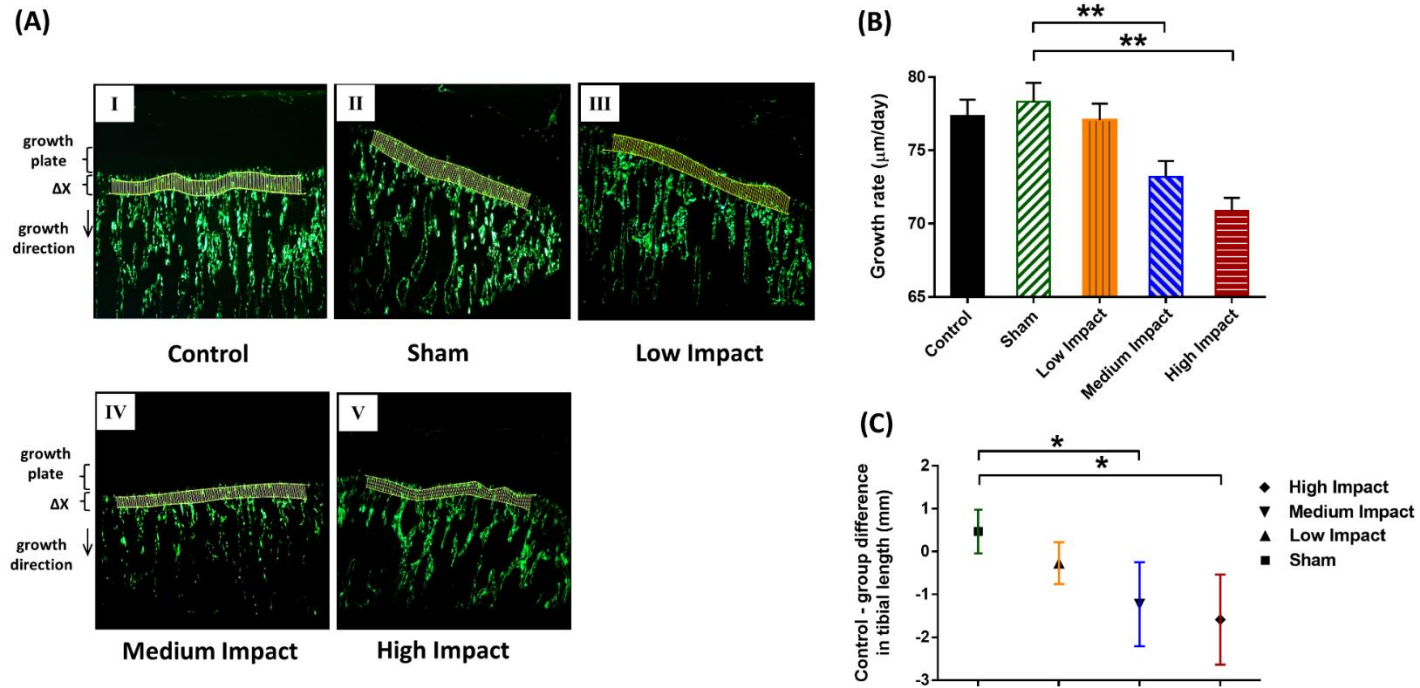 (A)
I
II
III
growth
plate
ΔX
growth
direction
Control
Sham
Low Impact
IV
V
growth
plate
ΔX
growth
direction
Medium Impact
High Impact
(B)
**
**
Growth rate (μm/day)
80
75
70
65
Control
Sham
Low Impact
Medium Impact
High Impact
(C)
*
*
Control - group difference
in tibial length (mm)
2
1
0
-1
-2
-3
High Impact
Medium Impact
Low Impact
Sham